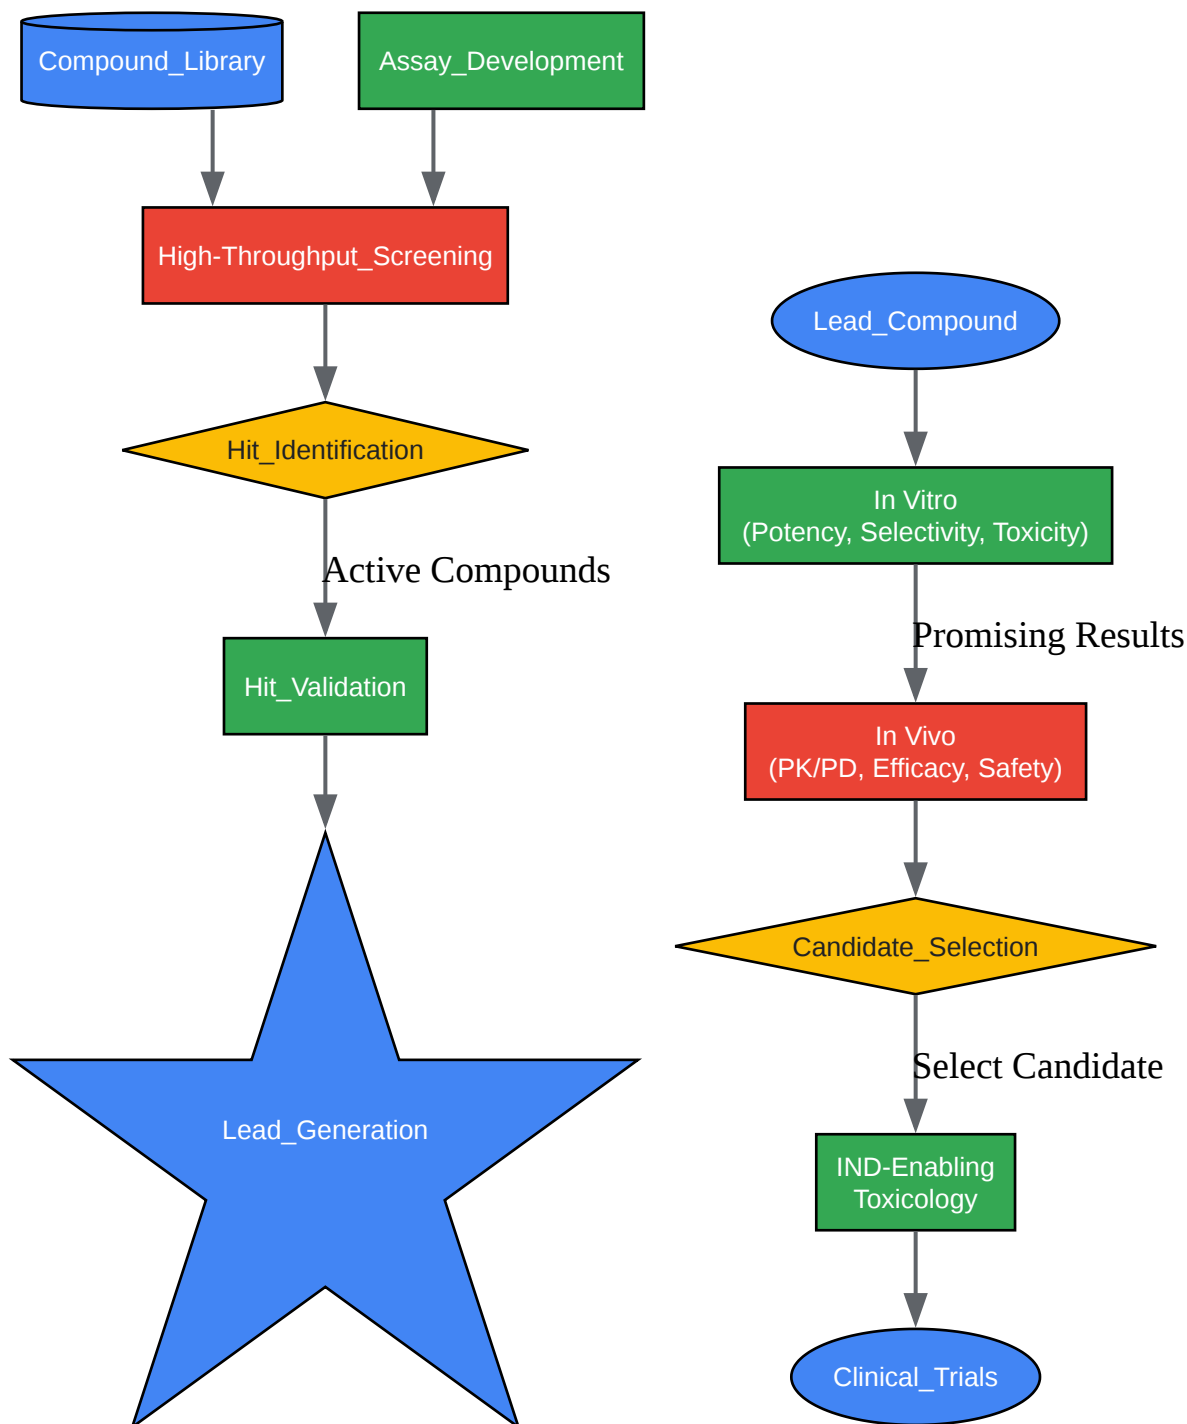 Compound_Library
Assay_Development
High-Throughput_Screening
Hit_Identification
Active Compounds
Hit_Validation
Lead_Generation
Lead_Compound
In Vitro
(Potency, Selectivity, Toxicity)
Promising Results
In Vivo
(PK/PD, Efficacy, Safety)
Candidate_Selection
Select Candidate
IND-Enabling
Toxicology
Clinical_Trials